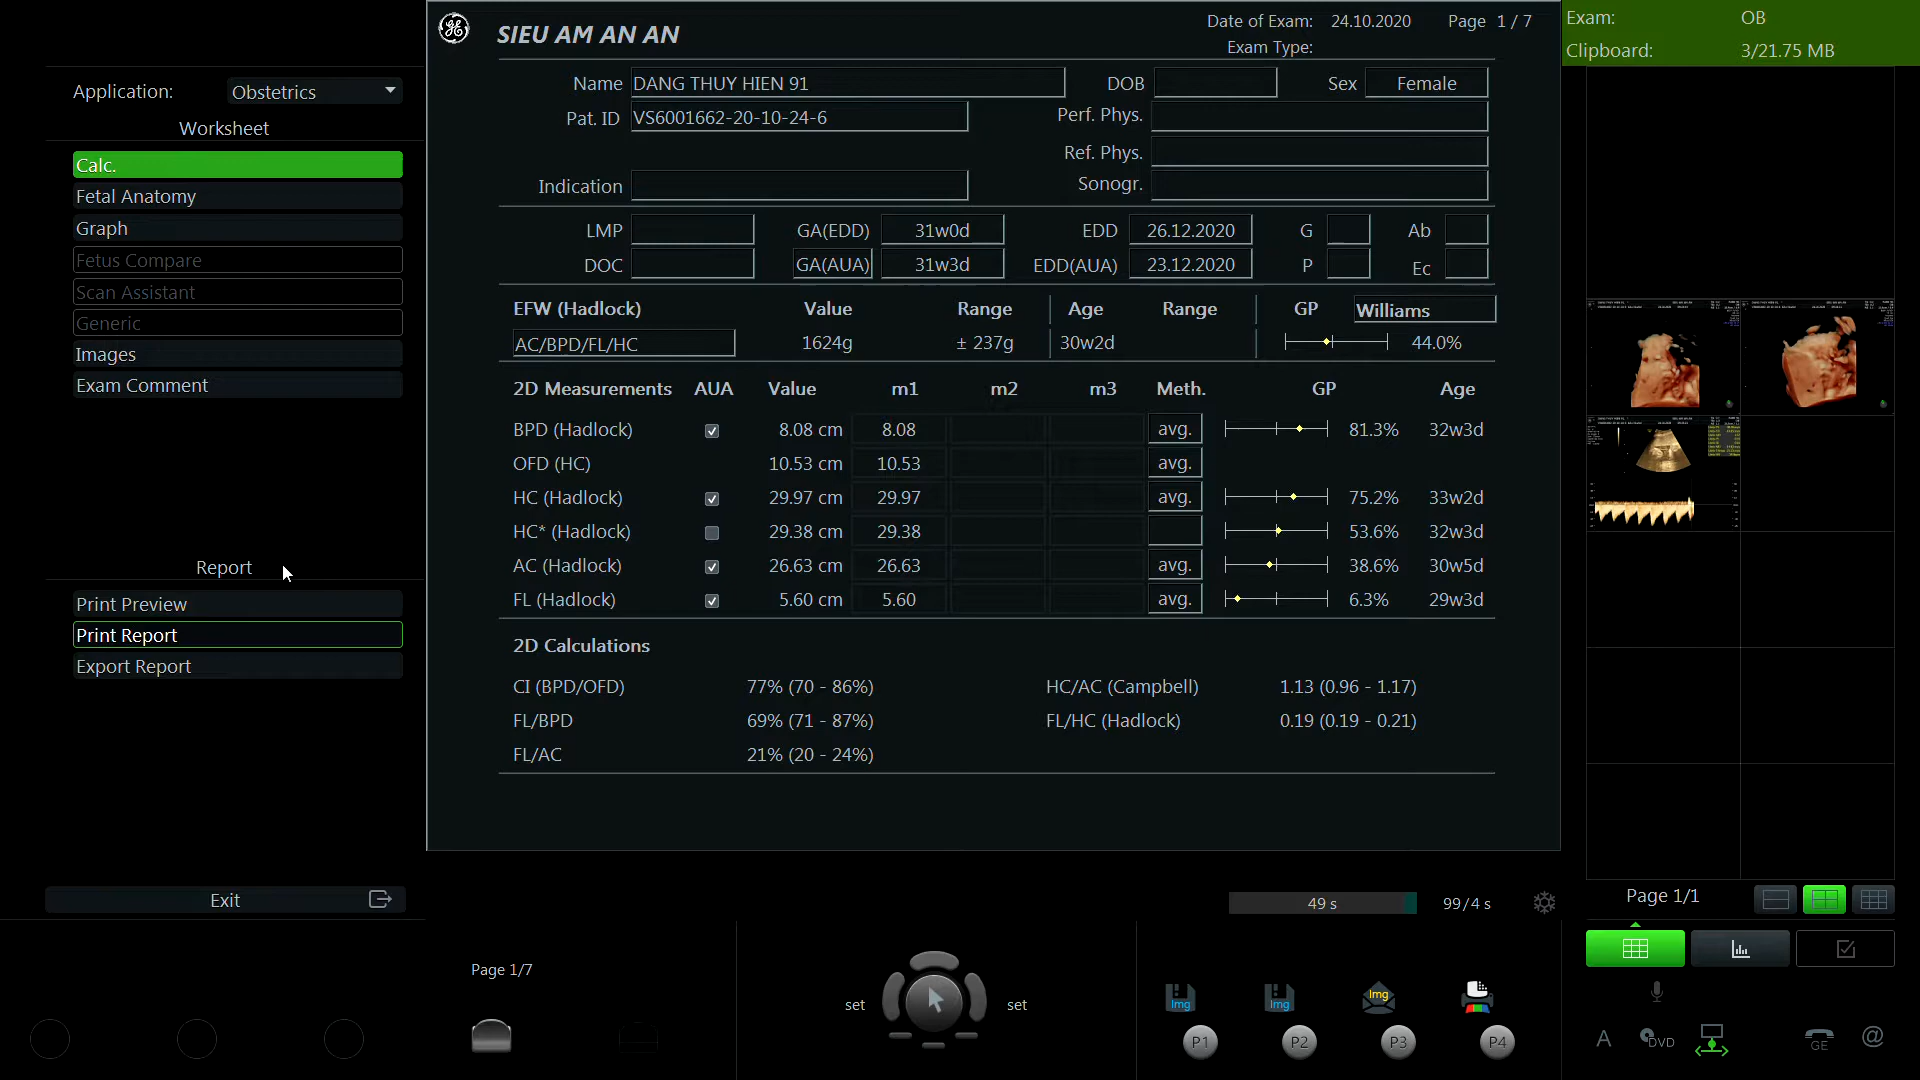 SIEU AM AN AN
Date of Exam: 24.10.2020 Page 1 / 7
Exam Type:
Exam: OB
Clipboard: 3/21.75 MB
Application: Obstetrics
Worksheet
Calc.
Fetal Anatomy
Graph
Fetus Compare
Scan Assistant
Generic
Images
Exam Comment
Report
Print Preview
Print Report
Export Report
Exit
Name DANG THUY HIEN 91 DOB Sex Female
Pat. ID VS6001662-20-10-24-6 Perf. Phys.
Ref. Phys.
Indication Sonogr.
LMP GA(EDD) 31w0d EDD 26.12.2020 G Ab
DOC GA(AUA) 31w3d EDD(AUA) 23.12.2020 P Ec
EFW (Hadlock) Value Range Age Range GP Williams
AC/BPD/FL/HC 1624g ± 237g 30w2d 44.0%
2D Measurements AUA Value m1 m2 m3 Meth. GP Age
BPD (Hadlock) 8.08 cm 8.08 avg. 81.3% 32w3d
OFD (HC) 10.53 cm 10.53 avg.
HC (Hadlock) 29.97 cm 29.97 avg. 75.2% 33w2d
HC* (Hadlock) 29.38 cm 29.38 53.6% 32w3d
AC (Hadlock) 26.63 cm 26.63 avg. 38.6% 30w5d
FL (Hadlock) 5.60 cm 5.60 avg. 6.3% 29w3d
2D Calculations
CI (BPD/OFD) 77% (70 - 86%) HC/AC (Campbell) 1.13 (0.96 - 1.17)
FL/BPD 69% (71 - 87%) FL/HC (Hadlock) 0.19 (0.19 - 0.21)
FL/AC 21% (20 - 24%)
49 s 99/4 s
Page 1/1
Page 1/7
set set
Img Img Img
P1 P2 P3 P4
A DVD GE @